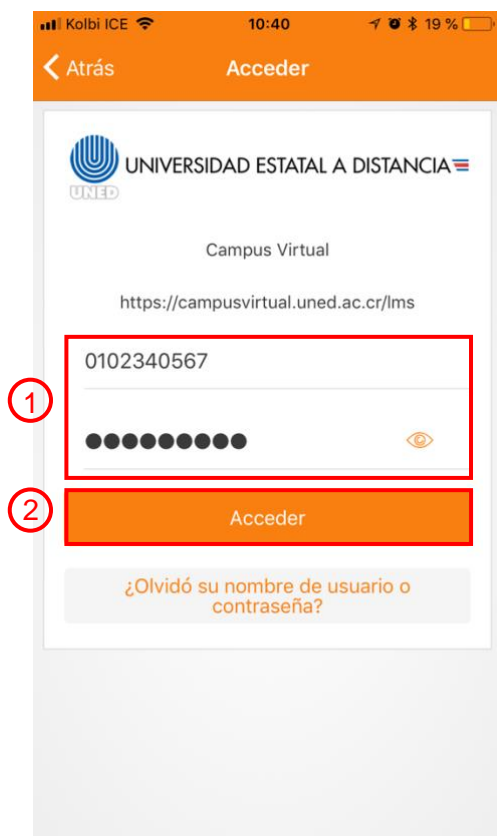 Kolbi ICE 10:40 19 %
Atrás Acceder
UNIVERSIDAD ESTATAL A DISTANCIA
UNED
Campus Virtual
https://campusvirtual.uned.ac.cr/lms
0102340567
1
●●●●●●●●●
2
Acceder
¿Olvidó su nombre de usuario o
contraseña?